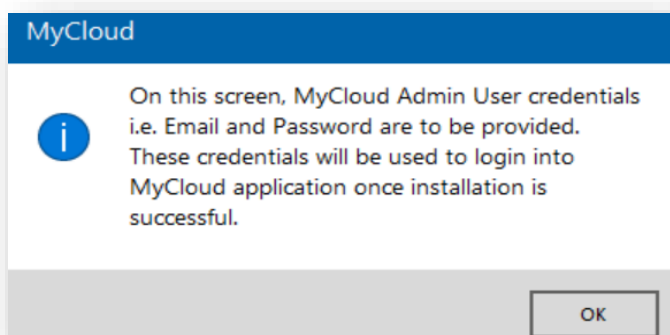 MyCloud
On this screen, MyCloud Admin User credentials
i.e. Email and Password are to be provided.
These credentials will be used to login into
MyCloud application once installation is
successful.
OK